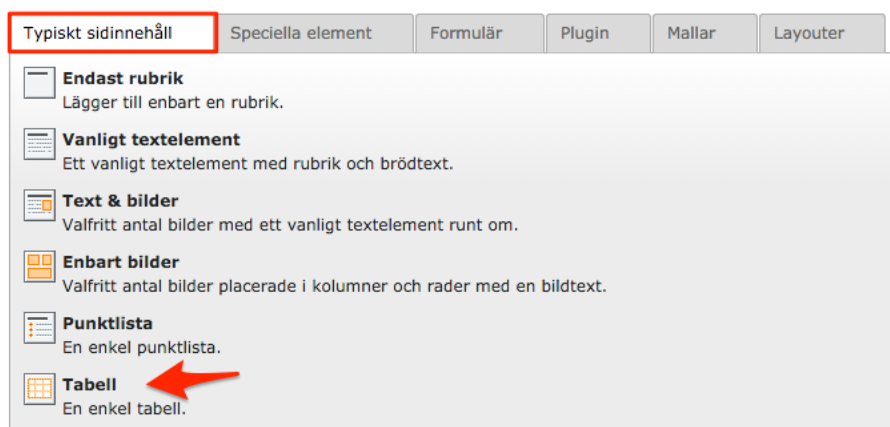 Typiskt sidinnehåll Speciella element Formulär Plugin Mallar Layouter
Endast rubrik
Lägger till enbart en rubrik.
Vanligt textelement
Ett vanligt textelement med rubrik och brödtext.
Text & bilder
Valfritt antal bilder med ett vanligt textelement runt om.
Enbart bilder
Valfritt antal bilder placerade i kolumner och rader med en bildtext.
Punktlista
En enkel punktlista.
Tabell
En enkel tabell.